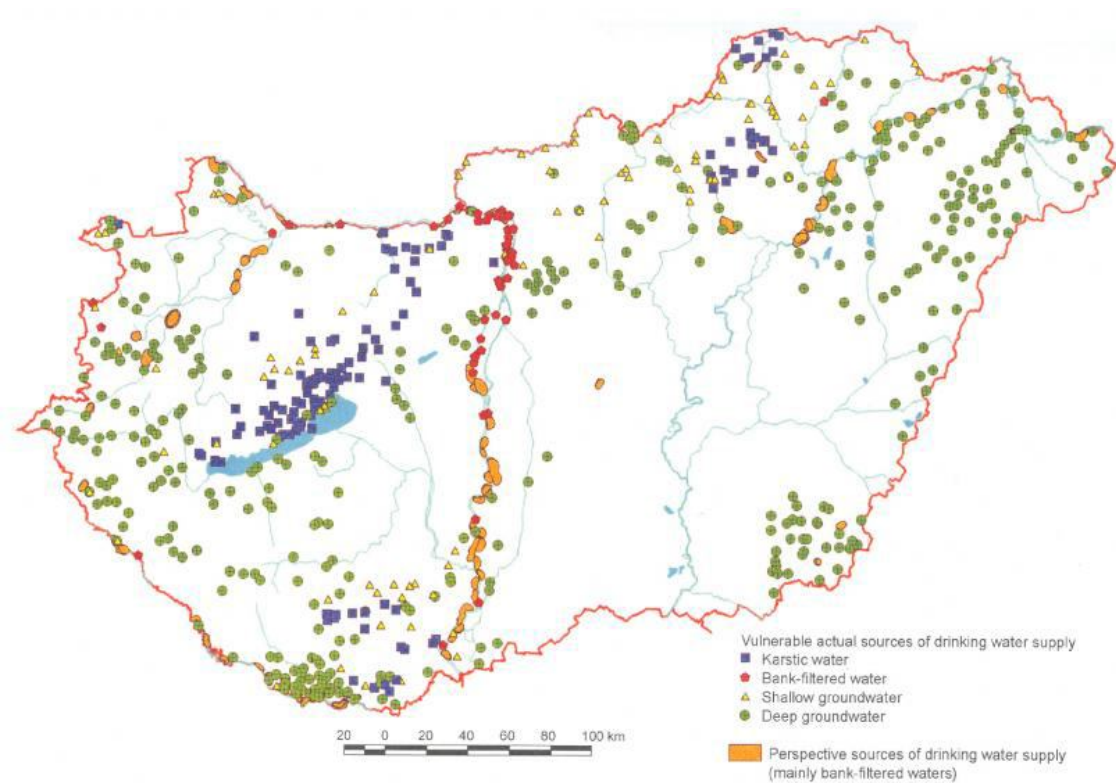 Vulnerable actual sources of drinking water supply
Karstic water
Bank-filtered water
Shallow groundwater
Deep groundwater
20 0 20 40 60 80 100 km
Perspective sources of drinking water supply
(mainly bank-filtered waters)